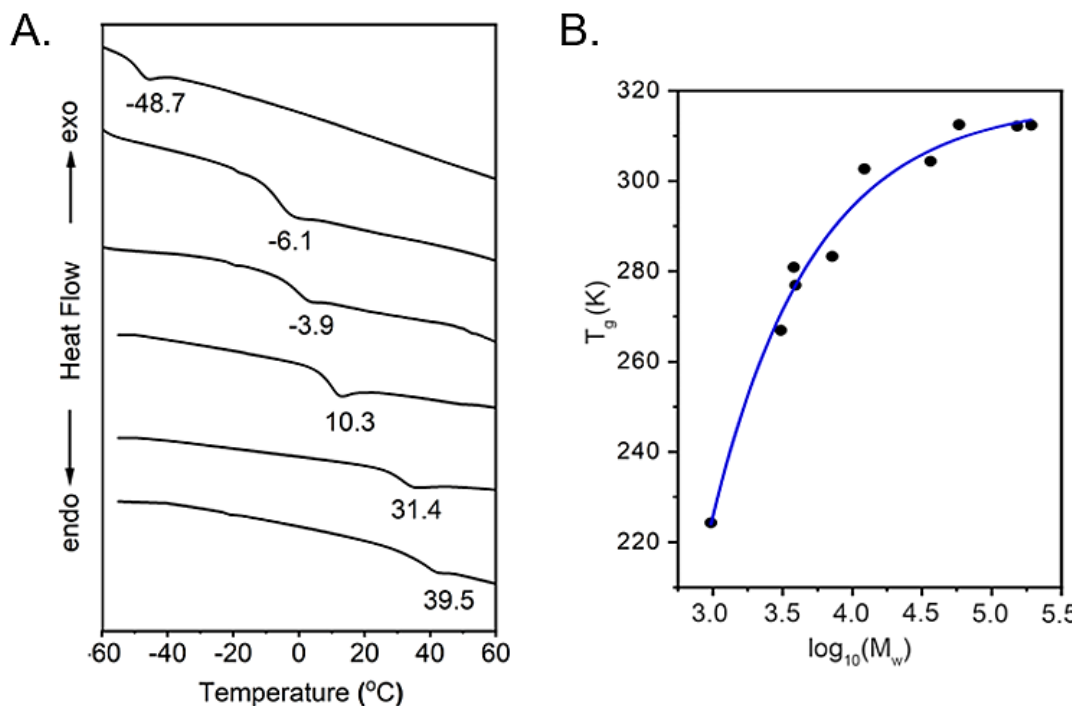 A.
exo
Heat Flow
endo
-48.7
-6.1
-3.9
10.3
31.4
39.5
-60 -40 -20 0 20 40 60
Temperature (°C)
B.
320
300
280
260
240
220
T_g (K)
3.0 3.5 4.0 4.5 5.0 5.5
log₁₀(M_w)